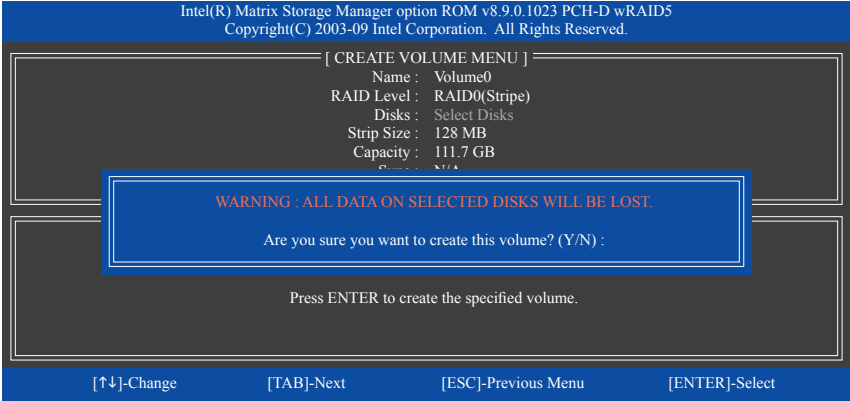 Intel(R) Matrix Storage Manager option ROM v8.9.0.1023 PCH-D wRAID5
Copyright(C) 2003-09 Intel Corporation. All Rights Reserved.
[ CREATE VOLUME MENU ]
Name : Volume0
RAID Level : RAID0(Stripe)
Disks : Select Disks
Strip Size : 128 MB
Capacity : 111.7 GB
Sync : N/A
WARNING : ALL DATA ON SELECTED DISKS WILL BE LOST.
Are you sure you want to create this volume? (Y/N) :
Press ENTER to create the specified volume.
[↑↓]-Change [TAB]-Next [ESC]-Previous Menu [ENTER]-Select